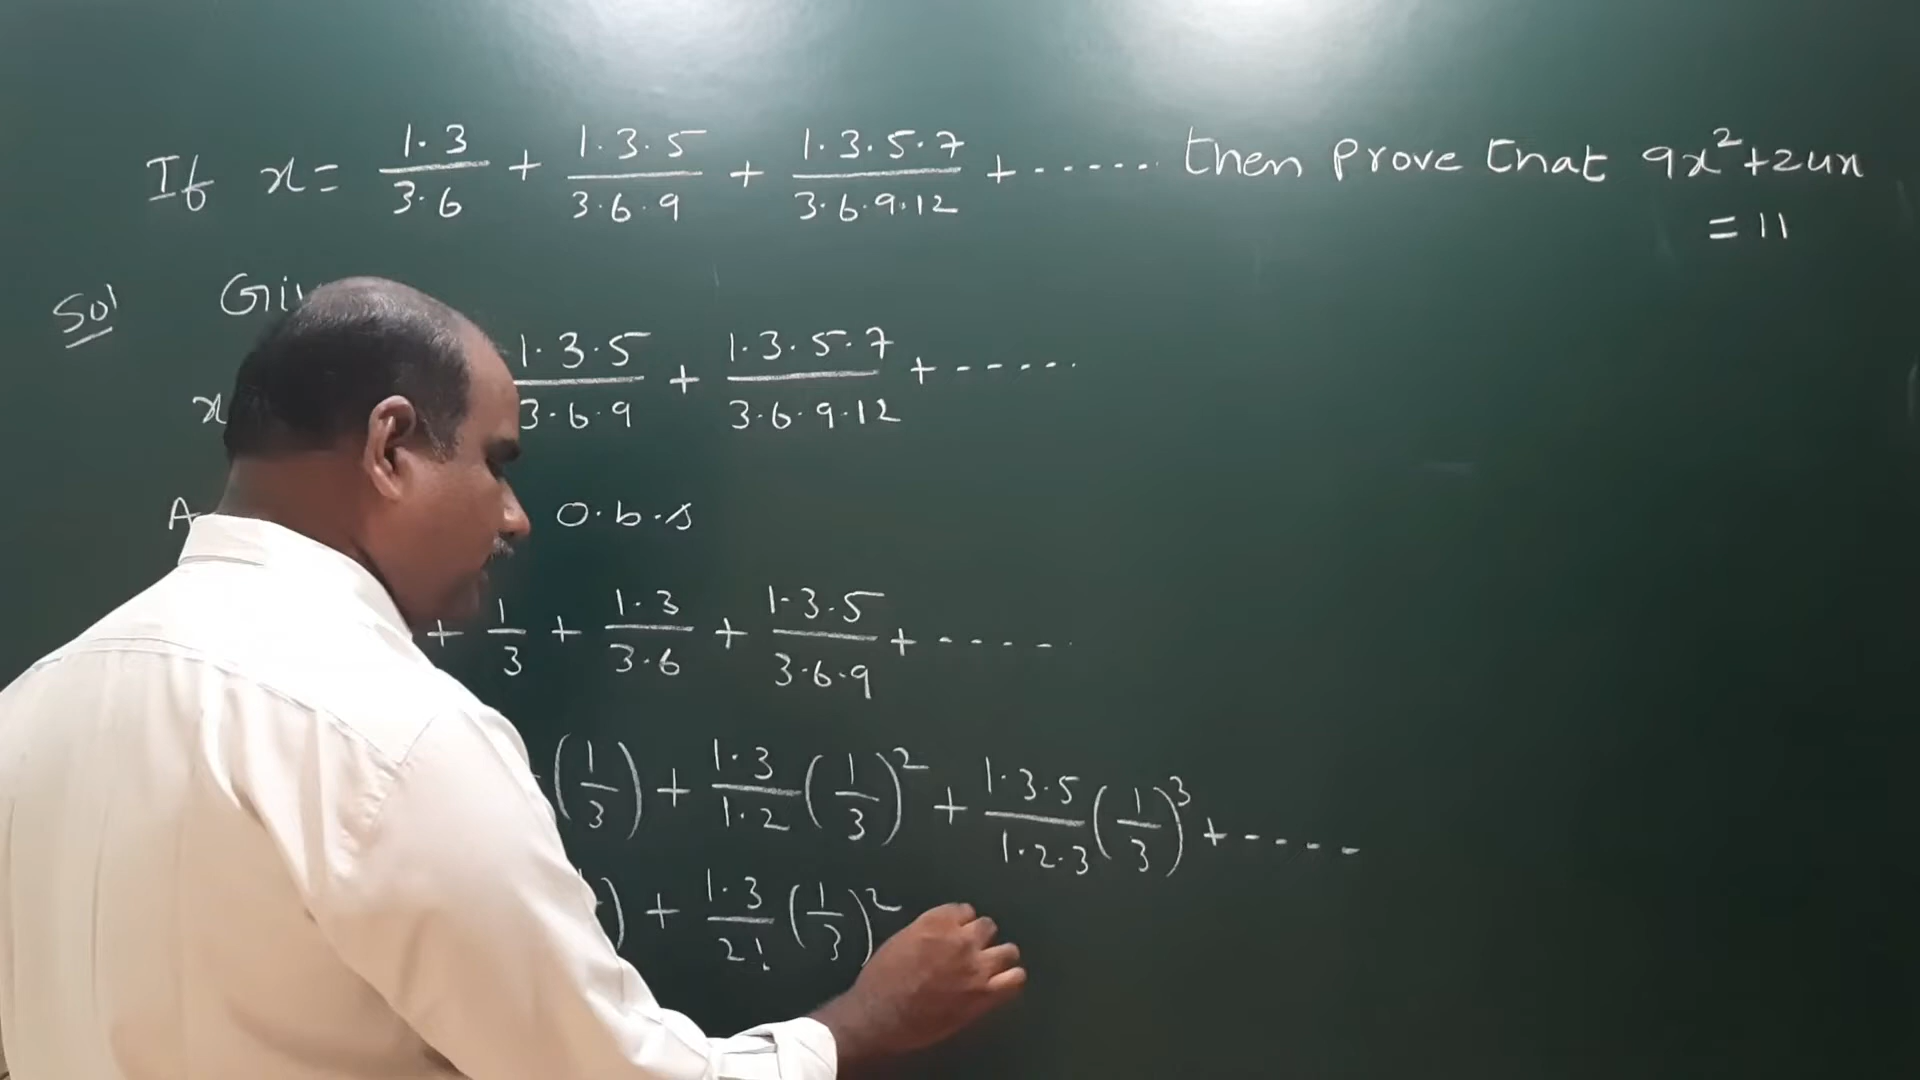 If x = 1·3/3·6 + 1·3·5/3·6·9 + 1·3·5·7/3·6·9·12 + ...... then prove that 9x²+24x
= 11
Sol
x 1·3·5/3·6·9 + 1·3·5·7/3·6·9·12 + ......
O.b.s
+ 1/3 + 1·3/3·6 + 1·3·5/3·6·9 + ......
(1/3) + 1·3/1·2 (1/3)² + 1·3·5/1·2·3 (1/3)³ + .....
) + 1·3/2! (1/3)²